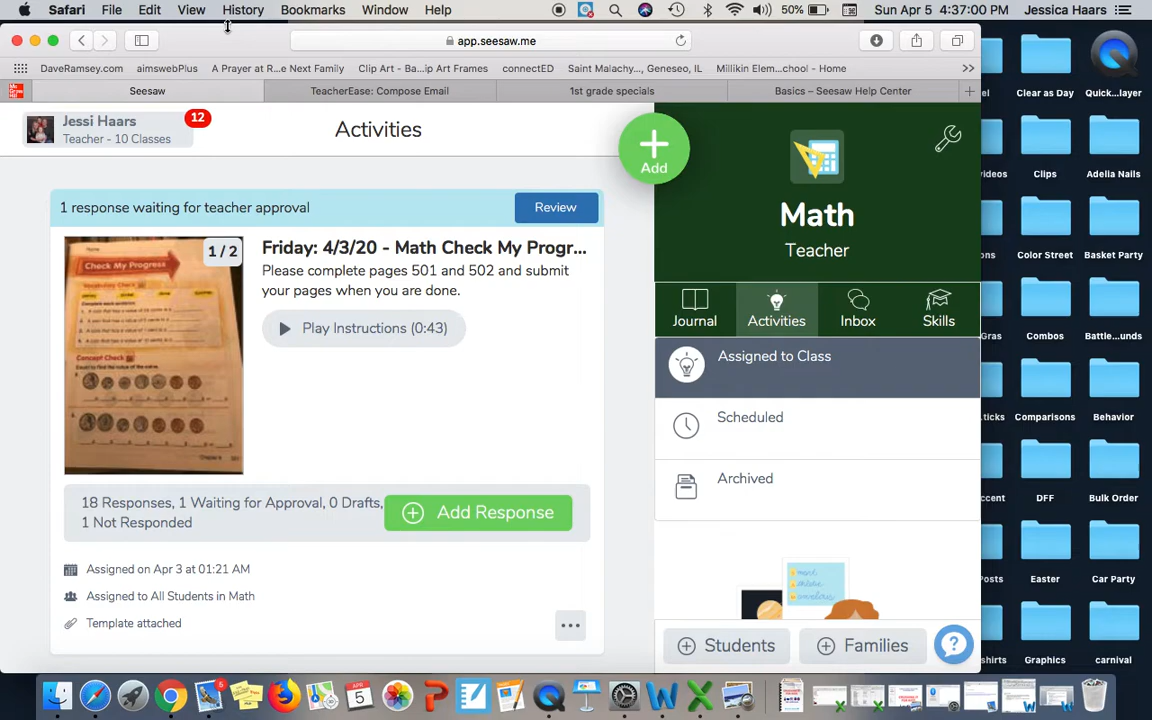 Safari File Edit View History Bookmarks Window Help 50% Sun Apr 5 4:37:00 PM Jessica Haars
app.seesaw.me
DaveRamsey.com aimswebPlus A Prayer at R...e Next Family Clip Art - Ba...ip Art Frames connectED Saint Malachy..., Geneseo, IL Millikin Elem...chool - Home
Seesaw TeacherEase: Compose Email 1st grade specials Basics – Seesaw Help Center
Jessi Haars
Teacher - 10 Classes
12
Activities
Add
Math
Teacher
Journal Activities Inbox Skills
Assigned to Class
Scheduled
Archived
Students Families
1 response waiting for teacher approval Review
1 / 2
Check My Progress
Vocabulary Check
Concept Check
Friday: 4/3/20 - Math Check My Progr...
Please complete pages 501 and 502 and submit
your pages when you are done.
Play Instructions (0:43)
18 Responses, 1 Waiting for Approval, 0 Drafts,
1 Not Responded
Add Response
Assigned on Apr 3 at 01:21 AM
Assigned to All Students in Math
Template attached
Clear as Day Quick...layer
Clips Adelia Nails
Color Street Basket Party
Combos Battle...unds
Comparisons Behavior
DFF Bulk Order
Easter Car Party
Graphics carnival